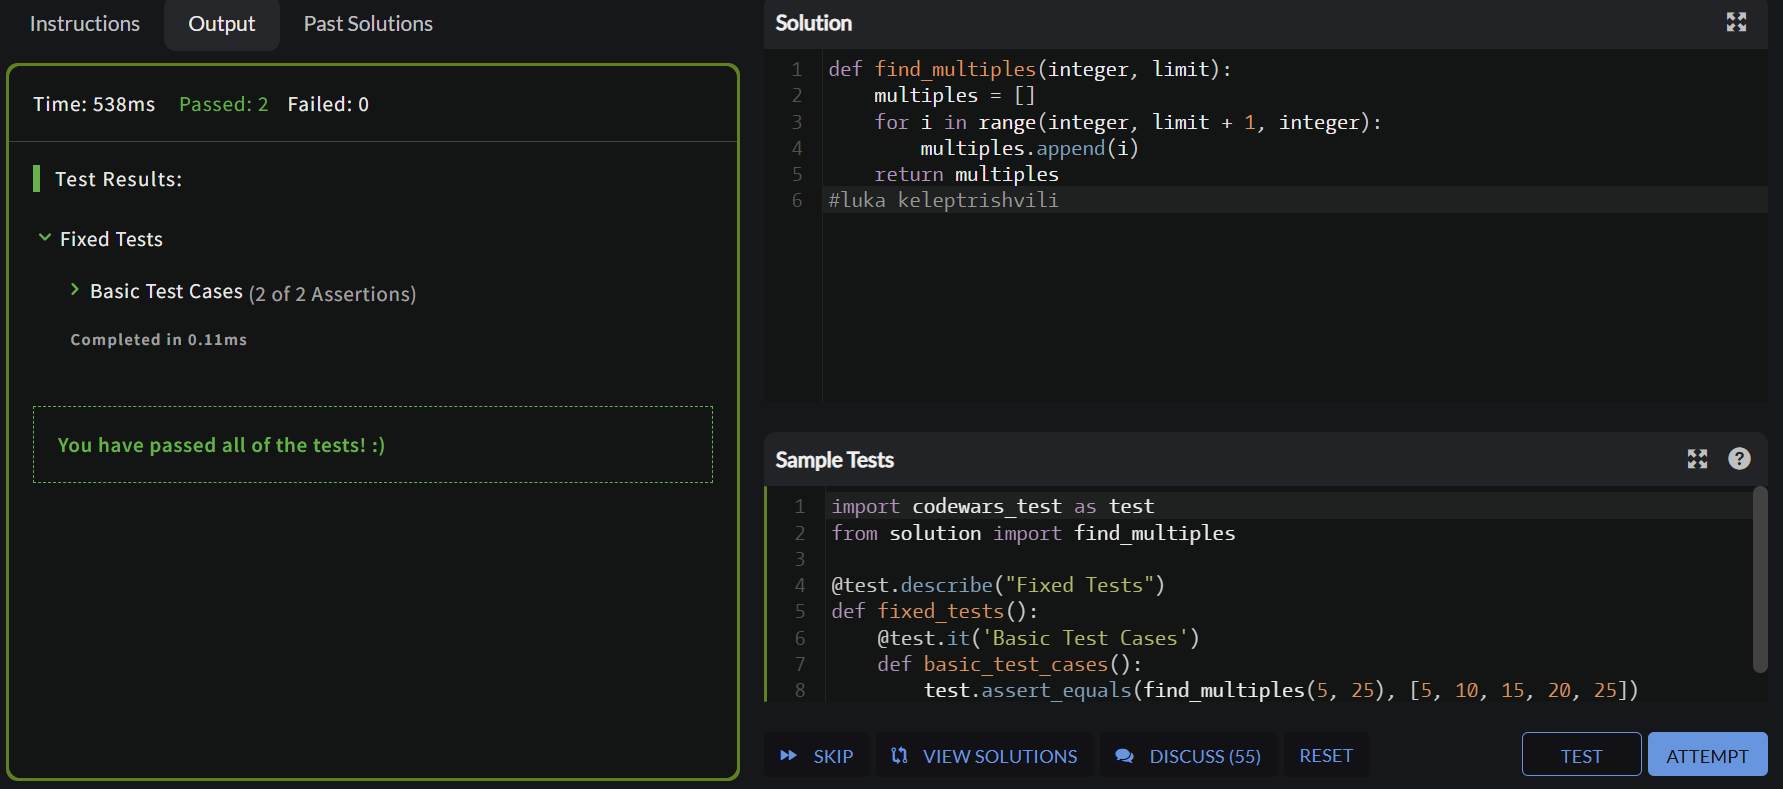 Instructions
Output
Past Solutions
Time: 538ms Passed: 2 Failed: 0
Test Results:
Fixed Tests
Basic Test Cases (2 of 2 Assertions)
Completed in 0.11ms
You have passed all of the tests! :)
Solution
1 def find_multiples(integer, limit):
2     multiples = []
3     for i in range(integer, limit + 1, integer):
4         multiples.append(i)
5     return multiples
6 #luka keleptrishvili
Sample Tests
?
1 import codewars_test as test
2 from solution import find_multiples
3
4 @test.describe("Fixed Tests")
5 def fixed_tests():
6     @test.it('Basic Test Cases')
7     def basic_test_cases():
8         test.assert_equals(find_multiples(5, 25), [5, 10, 15, 20, 25])
SKIP
VIEW SOLUTIONS
DISCUSS (55)
RESET
TEST
ATTEMPT